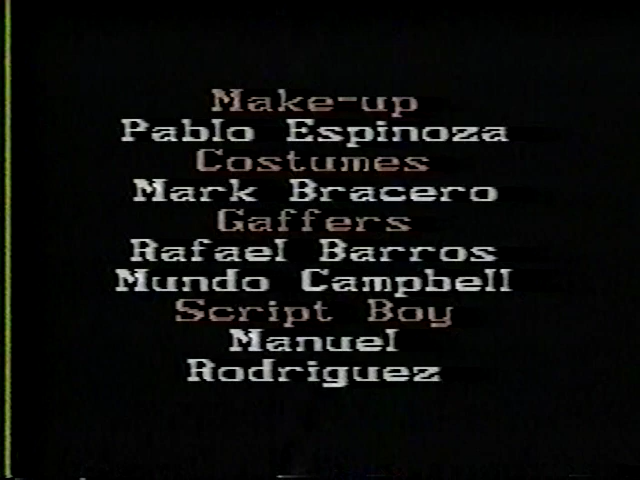 Make-up
Pablo Espinoza
Costumes
Mark Bracero
Gaffers
Rafael Barros
Mundo Campbell
Script Boy
Manuel
Rodriguez